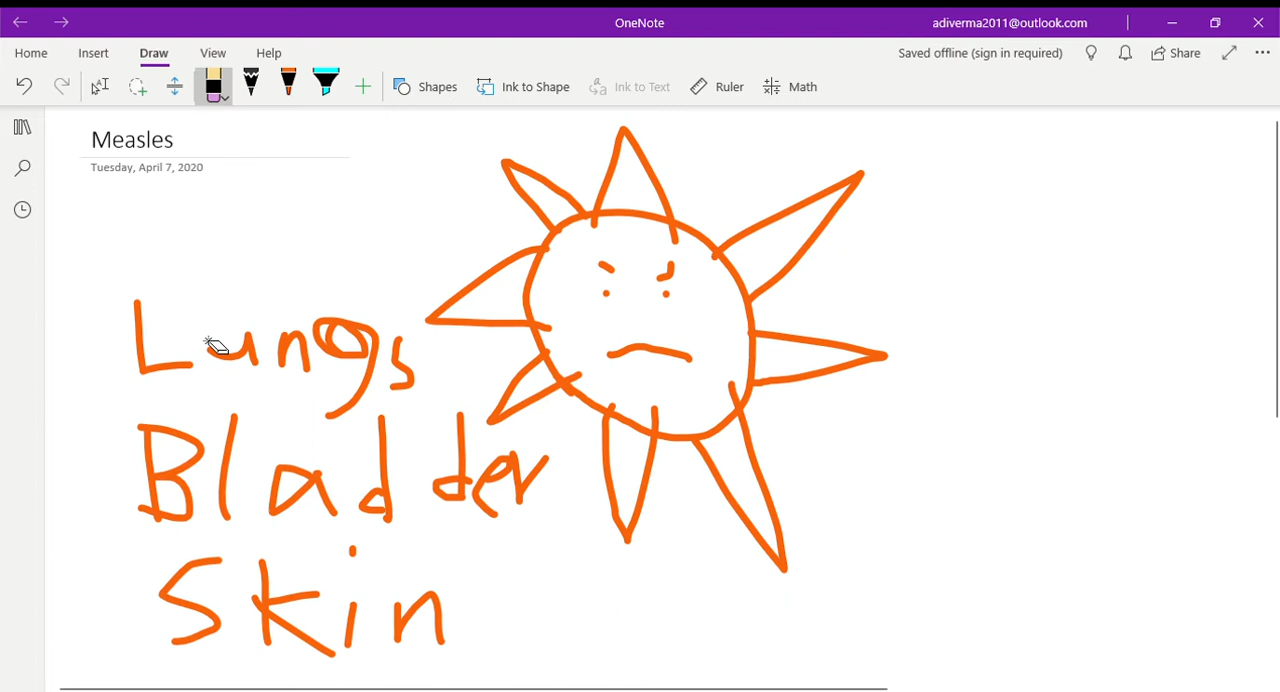 OneNote
adiverma2011@outlook.com
Home Insert Draw View Help
Saved offline (sign in required) Share
Shapes Ink to Shape Ink to Text Ruler Math
Measles
Tuesday, April 7, 2020
Lungs
Bladder
Skin